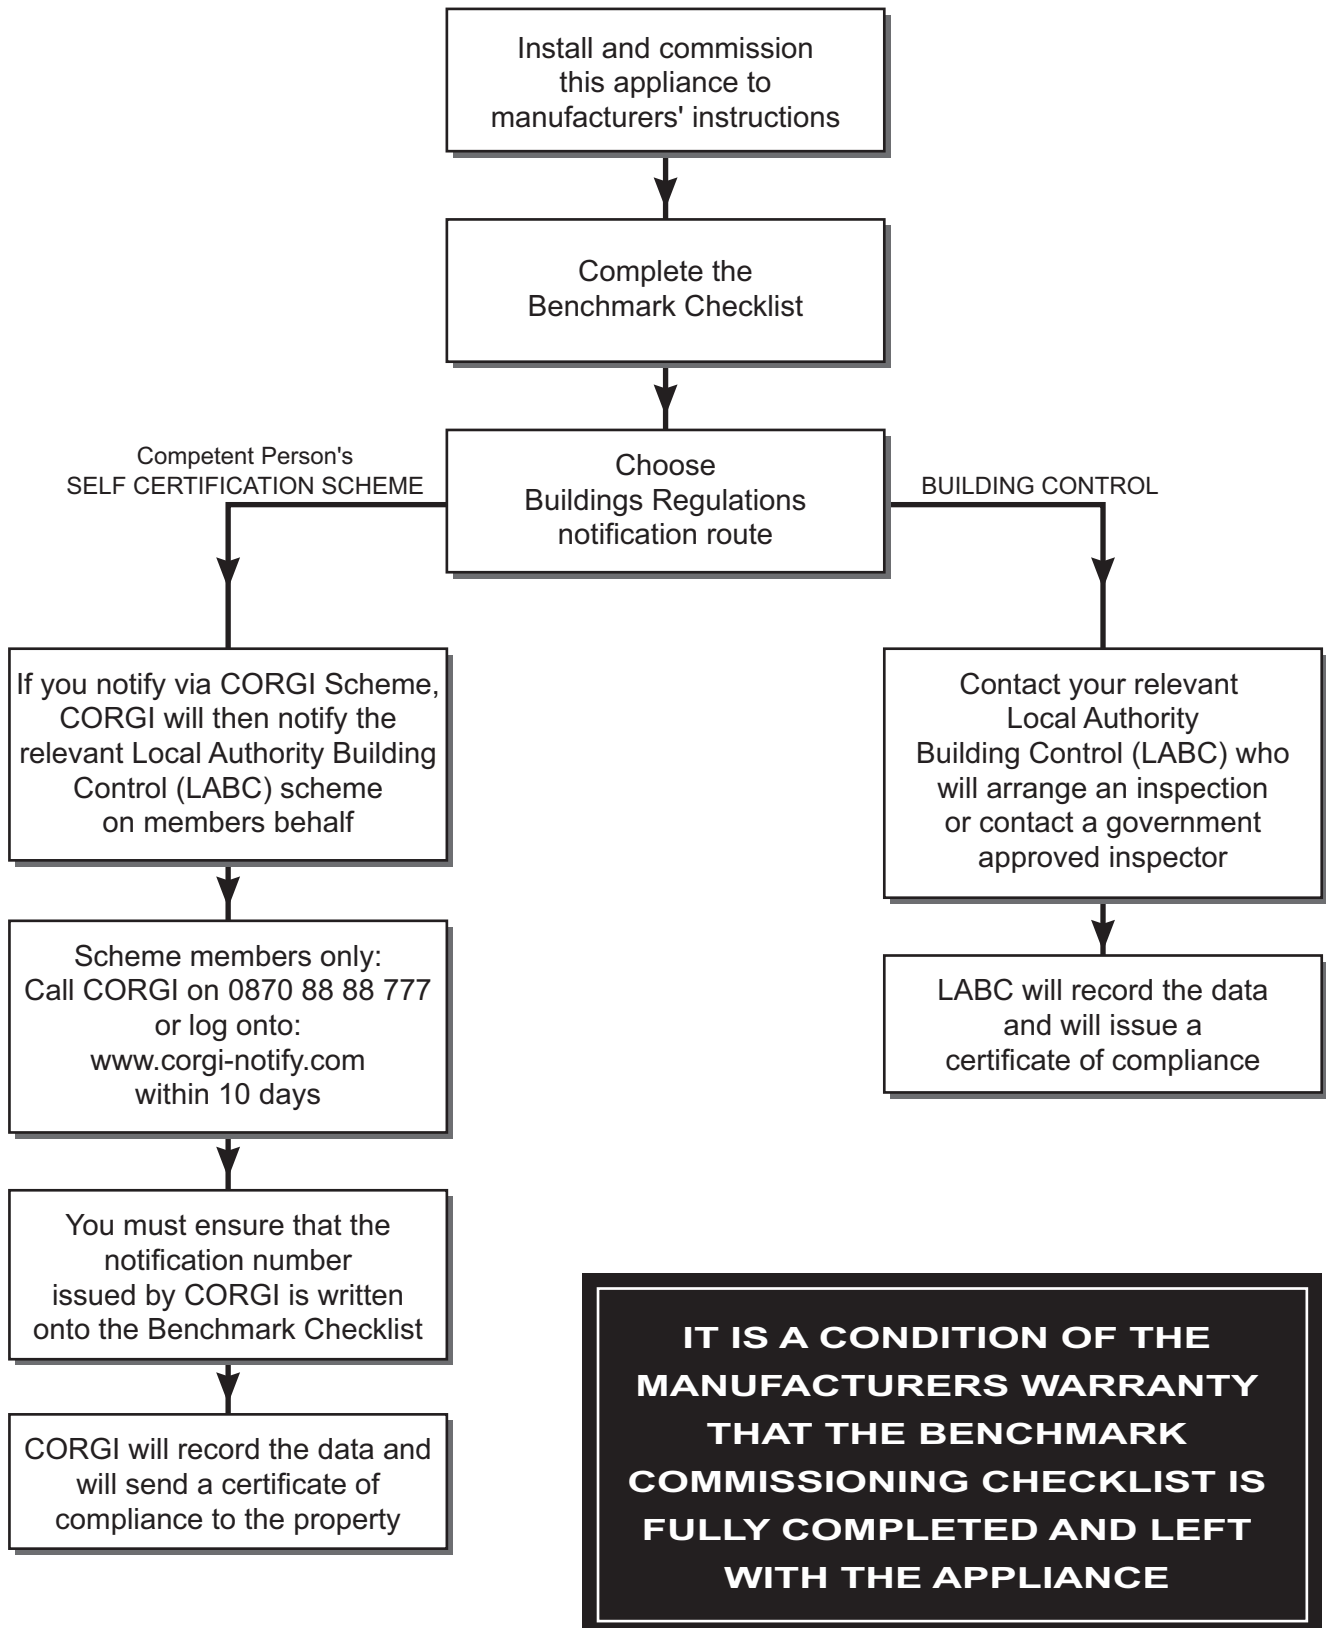 Install and commission
this appliance to
manufacturers' instructions
Complete the
Benchmark Checklist
Choose
Buildings Regulations
notification route
Competent Person's
SELF CERTIFICATION SCHEME
BUILDING CONTROL
If you notify via CORGI Scheme,
CORGI will then notify the
relevant Local Authority Building
Control (LABC) scheme
on members behalf
Scheme members only:
Call CORGI on 0870 88 88 777
or log onto:
www.corgi-notify.com
within 10 days
You must ensure that the
notification number
issued by CORGI is written
onto the Benchmark Checklist
CORGI will record the data and
will send a certificate of
compliance to the property
Contact your relevant
Local Authority
Building Control (LABC) who
will arrange an inspection
or contact a government
approved inspector
LABC will record the data
and will issue a
certificate of compliance
IT IS A CONDITION OF THE
MANUFACTURERS WARRANTY
THAT THE BENCHMARK
COMMISSIONING CHECKLIST IS
FULLY COMPLETED AND LEFT
WITH THE APPLIANCE